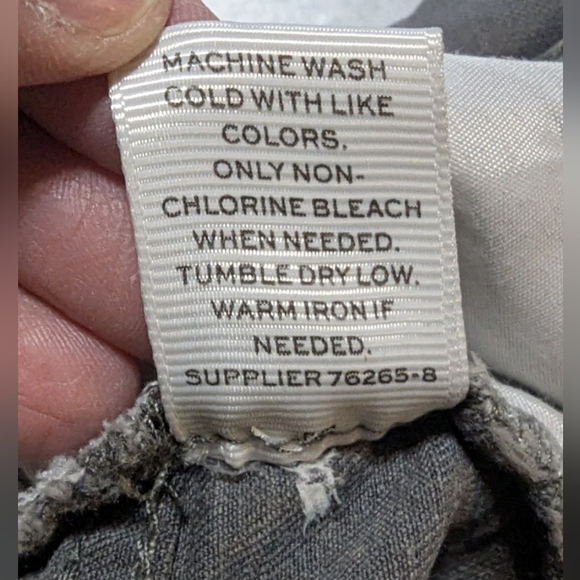 MACHINE WASH
COLD WITH LIKE
COLORS.
ONLY NON-
CHLORINE BLEACH
WHEN NEEDED.
TUMBLE DRY LOW.
WARM IRON IF
NEEDED.
SUPPLIER 76265-8